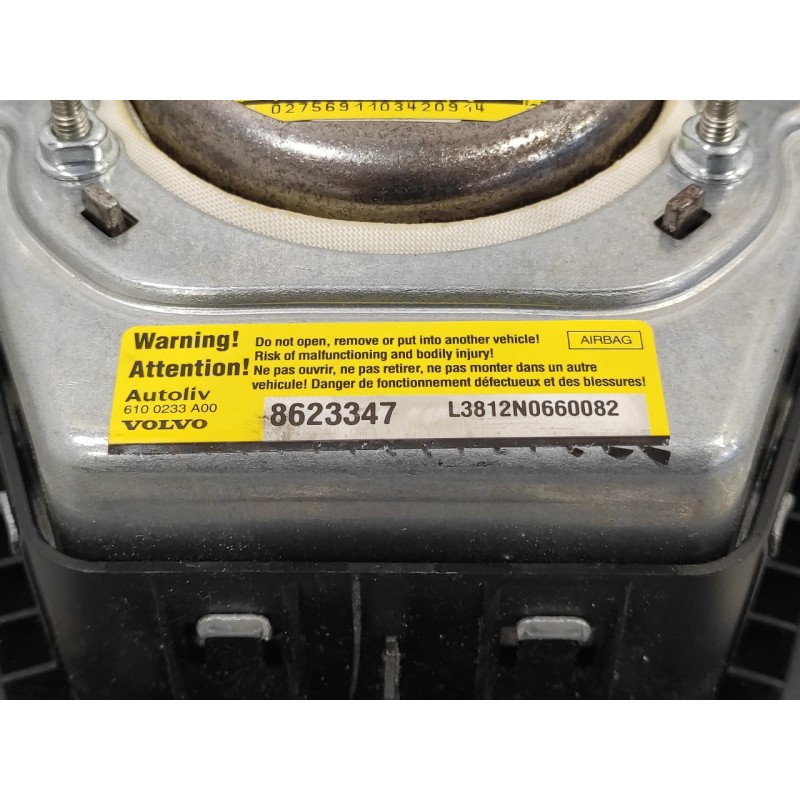 0275691103420914
Warning! Do not open, remove or put into another vehicle! AIRBAG
Risk of malfunctioning and bodily injury!
Attention! Ne pas ouvrir, ne pas retirer, ne pas monter dans un autre
vehicule! Danger de fonctionnement défectueux et des blessures!
Autoliv
610 0233 A00
VOLVO 8623347 L3812N0660082